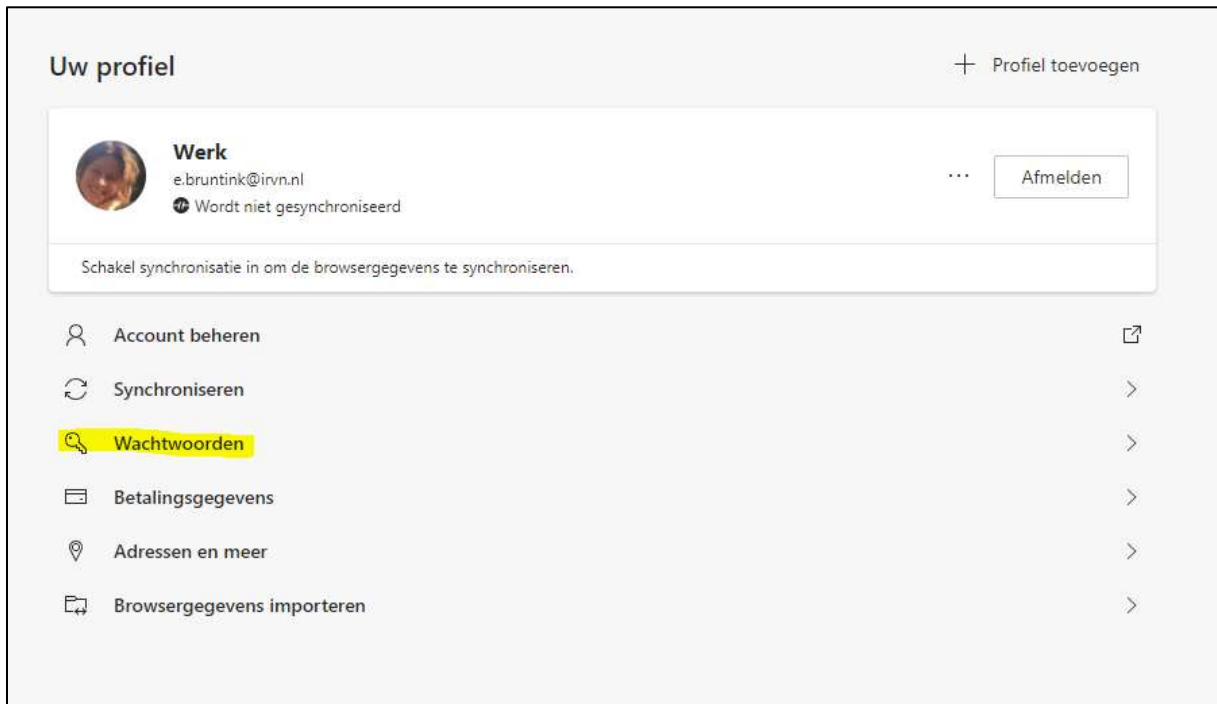 Uw profiel
Profiel toevoegen
Werk
e.bruntink@irvn.nl
Wordt niet gesynchroniseerd
... Afmelden
Schakel synchronisatie in om de browsergegevens te synchroniseren.
Account beheren
Synchroniseren
Wachtwoorden
Betalingsgegevens
Adressen en meer
Browsergegevens importeren